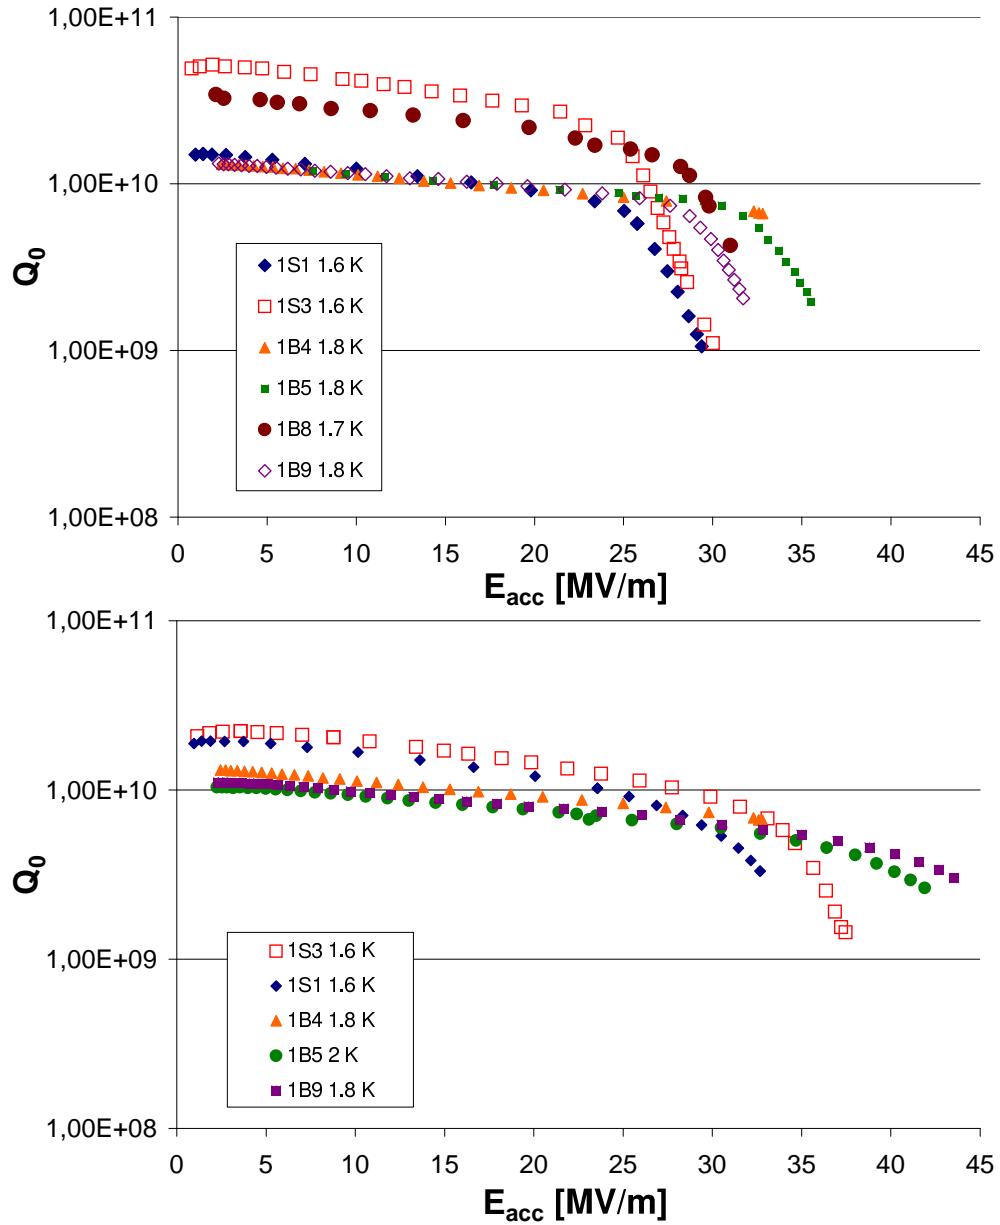 1,00E+11
1,00E+10
1,00E+09
1,00E+08
Q0
1S1 1.6 K
1S3 1.6 K
1B4 1.8 K
1B5 1.8 K
1B8 1.7 K
1B9 1.8 K
0 5 10 15 20 25 30 35 40 45
Eacc [MV/m]
1,00E+11
1,00E+10
1,00E+09
1,00E+08
Q0
1S3 1.6 K
1S1 1.6 K
1B4 1.8 K
1B5 2 K
1B9 1.8 K
0 5 10 15 20 25 30 35 40 45
Eacc [MV/m]